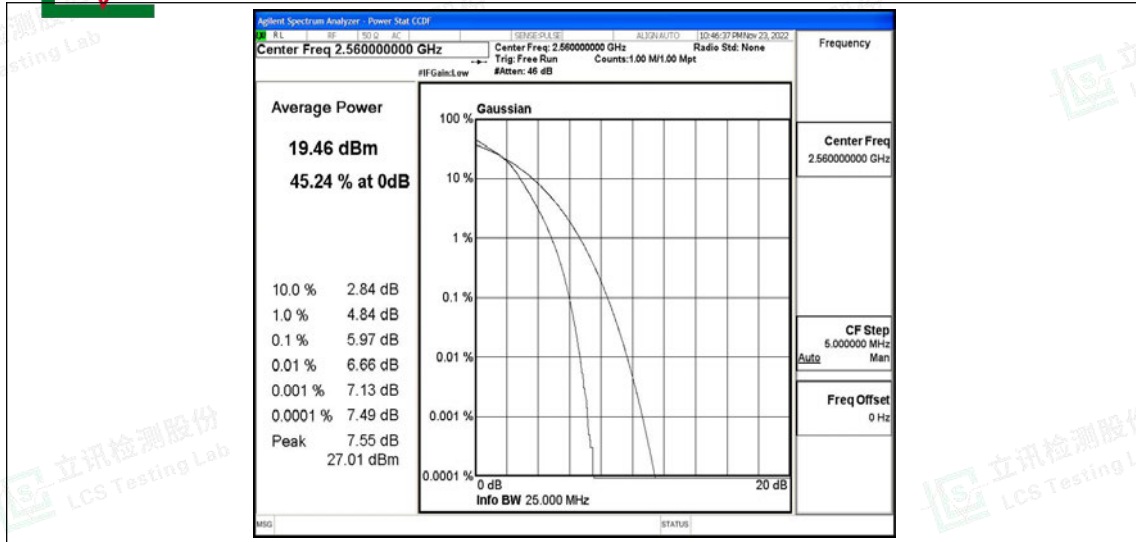 Agilent Spectrum Analyzer - Power Stat CCDF
RL RF 50 Ω AC SENSE:PULSE ALIGN AUTO 10:46:37 PM Nov 23, 2022
Center Freq 2.560000000 GHz
Center Freq: 2.560000000 GHz Radio Std: None
Trig: Free Run Counts:1.00 M/1.00 Mpt
#IFGain:Low #Atten: 46 dB
Frequency
Average Power
19.46 dBm
45.24 % at 0dB
10.0 % 2.84 dB
1.0 % 4.84 dB
0.1 % 5.97 dB
0.01 % 6.66 dB
0.001 % 7.13 dB
0.0001 % 7.49 dB
Peak 7.55 dB
27.01 dBm
Gaussian
100 %
10 %
1 %
0.1 %
0.01 %
0.001 %
0.0001 %
0 dB 20 dB
Info BW 25.000 MHz
Center Freq
2.560000000 GHz
CF Step
5.000000 MHz
Auto Man
Freq Offset
0 Hz
MSG STATUS
立讯检测股份
LCS Testing Lab
立讯检测股份
LCS Testing L